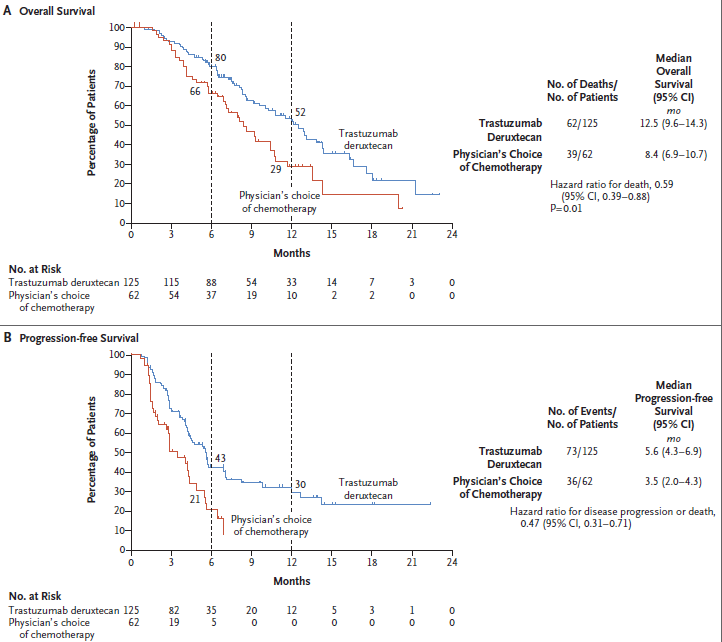 A Overall Survival
Percentage of Patients
100
90
80
70
60
50
40
30
20
10
0
80
66
52
29
Trastuzumab
deruxtecan
Physician's choice
of chemotherapy
0 3 6 9 12 15 18 21 24
Months
No. of Deaths/
No. of Patients
Median
Overall
Survival
(95% CI)
mo
Trastuzumab
Deruxtecan
62/125 12.5 (9.6–14.3)
Physician's Choice
of Chemotherapy
39/62 8.4 (6.9–10.7)
Hazard ratio for death, 0.59
(95% CI, 0.39–0.88)
P=0.01
No. at Risk
Trastuzumab deruxtecan 125 115 88 54 33 14 7 3 0
Physician's choice
of chemotherapy
62 54 37 19 10 2 2 0 0
B Progression-free Survival
Percentage of Patients
100
90
80
70
60
50
40
30
20
10
0
43
21
30
Trastuzumab
deruxtecan
Physician's choice
of chemotherapy
0 3 6 9 12 15 18 21 24
Months
No. of Events/
No. of Patients
Median
Progression-free
Survival
(95% CI)
mo
Trastuzumab
Deruxtecan
73/125 5.6 (4.3–6.9)
Physician's Choice
of Chemotherapy
36/62 3.5 (2.0–4.3)
Hazard ratio for disease progression or death,
0.47 (95% CI, 0.31–0.71)
No. at Risk
Trastuzumab deruxtecan 125 82 35 20 12 5 3 1 0
Physician's choice
of chemotherapy
62 19 5 0 0 0 0 0 0